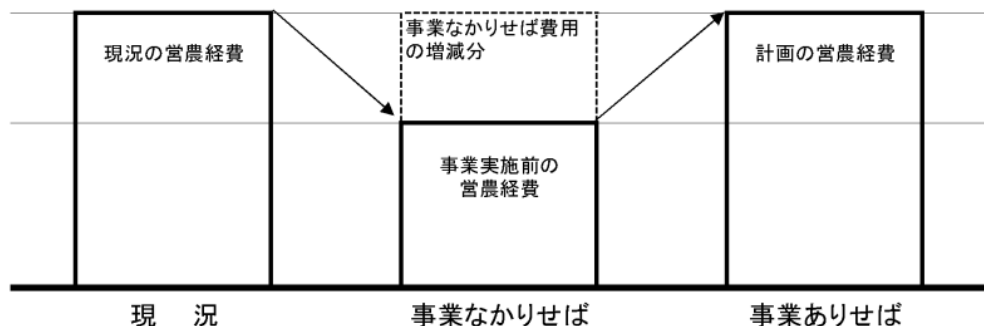 現況の営農経費
事業なかりせば費用
の増減分
計画の営農経費
事業実施前の
営農経費
現　況
事業なかりせば
事業ありせば